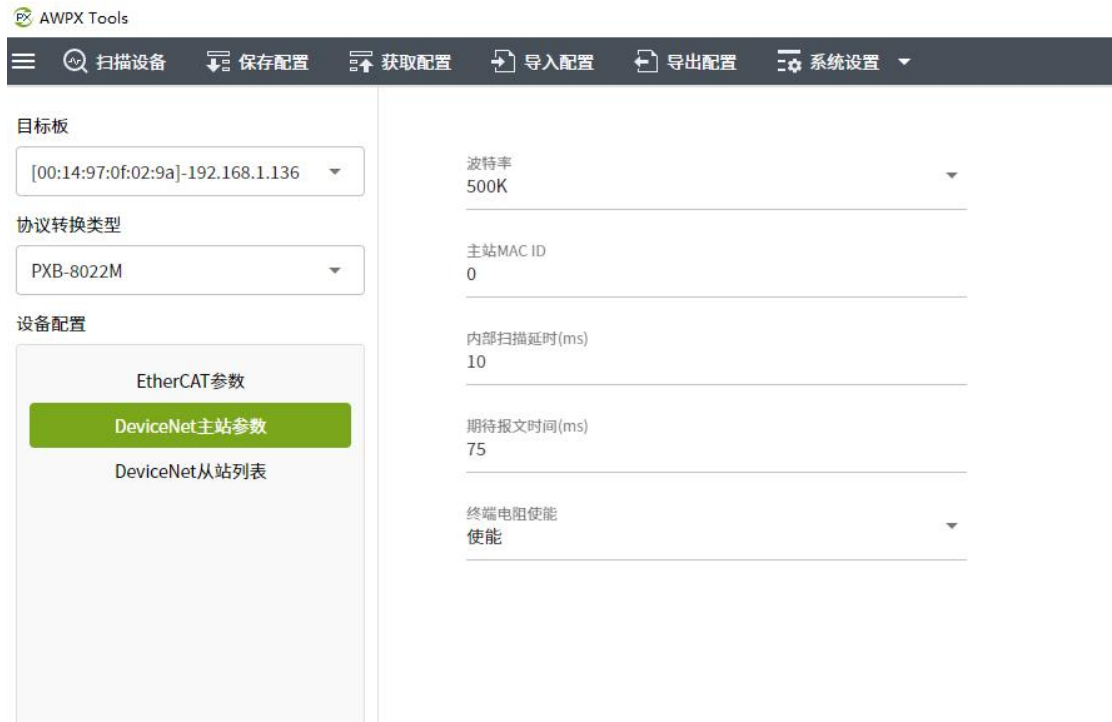 AWPX Tools
扫描设备 保存配置 获取配置 导入配置 导出配置 系统设置
目标板
[00:14:97:0f:02:9a]-192.168.1.136
协议转换类型
PXB-8022M
设备配置
EtherCAT参数
DeviceNet主站参数
DeviceNet从站列表
波特率
500K
主站MAC ID
0
内部扫描延时(ms)
10
期待报文时间(ms)
75
终端电阻使能
使能